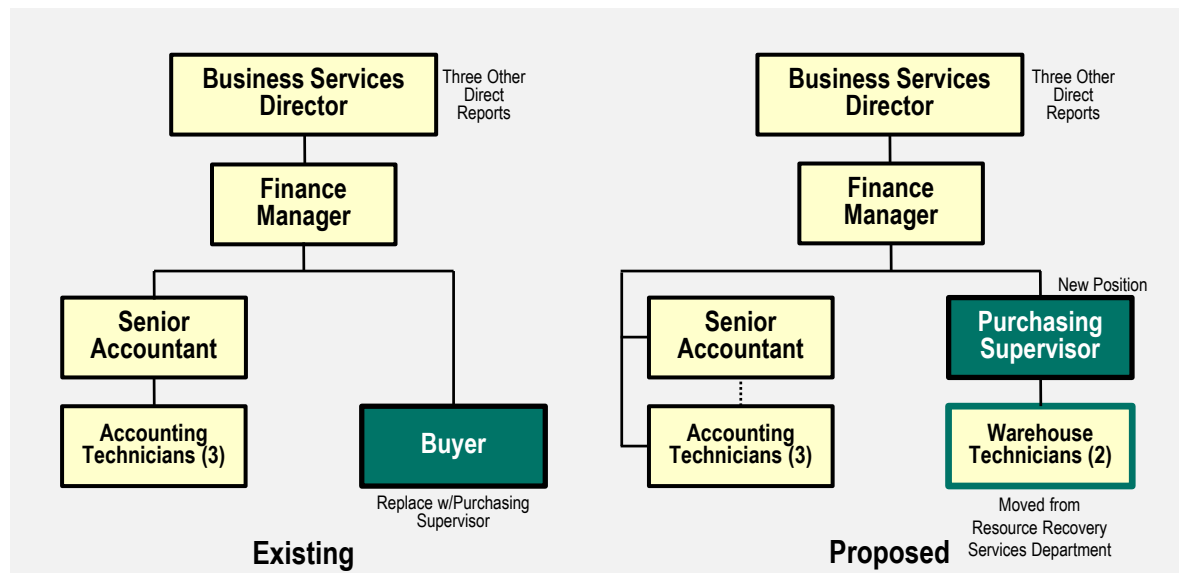 Business Services
Director
Three Other
Direct
Reports
Finance
Manager
Senior
Accountant
Accounting
Technicians (3)
Buyer
Replace w/Purchasing
Supervisor
Existing
Business Services
Director
Three Other
Direct
Reports
Finance
Manager
New Position
Senior
Accountant
Purchasing
Supervisor
Accounting
Technicians (3)
Warehouse
Technicians (2)
Moved from
Resource Recovery
Services Department
Proposed